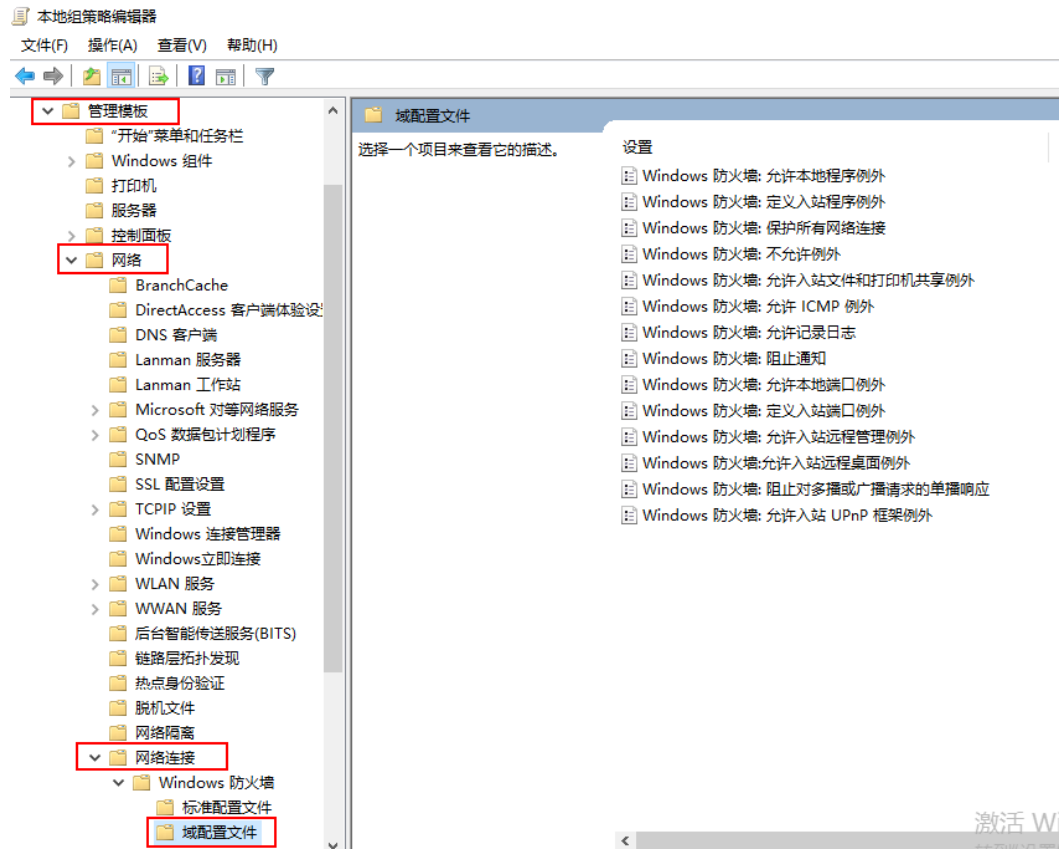 本地组策略编辑器
文件(F) 操作(A) 查看(V) 帮助(H)
管理模板
"开始"菜单和任务栏
Windows 组件
打印机
服务器
控制面板
网络
BranchCache
DirectAccess 客户端体验设
DNS 客户端
Lanman 服务器
Lanman 工作站
Microsoft 对等网络服务
QoS 数据包计划程序
SNMP
SSL 配置设置
TCPIP 设置
Windows 连接管理器
Windows立即连接
WLAN 服务
WWAN 服务
后台智能传送服务(BITS)
链路层拓扑发现
热点身份验证
脱机文件
网络隔离
网络连接
Windows 防火墙
标准配置文件
域配置文件
域配置文件
选择一个项目来查看它的描述。
设置
Windows 防火墙: 允许本地程序例外
Windows 防火墙: 定义入站程序例外
Windows 防火墙: 保护所有网络连接
Windows 防火墙: 不允许例外
Windows 防火墙: 允许入站文件和打印机共享例外
Windows 防火墙: 允许 ICMP 例外
Windows 防火墙: 允许记录日志
Windows 防火墙: 阻止通知
Windows 防火墙: 允许本地端口例外
Windows 防火墙: 定义入站端口例外
Windows 防火墙: 允许入站远程管理例外
Windows 防火墙:允许入站远程桌面例外
Windows 防火墙: 阻止对多播或广播请求的单播响应
Windows 防火墙: 允许入站 UPnP 框架例外
激活 Wi